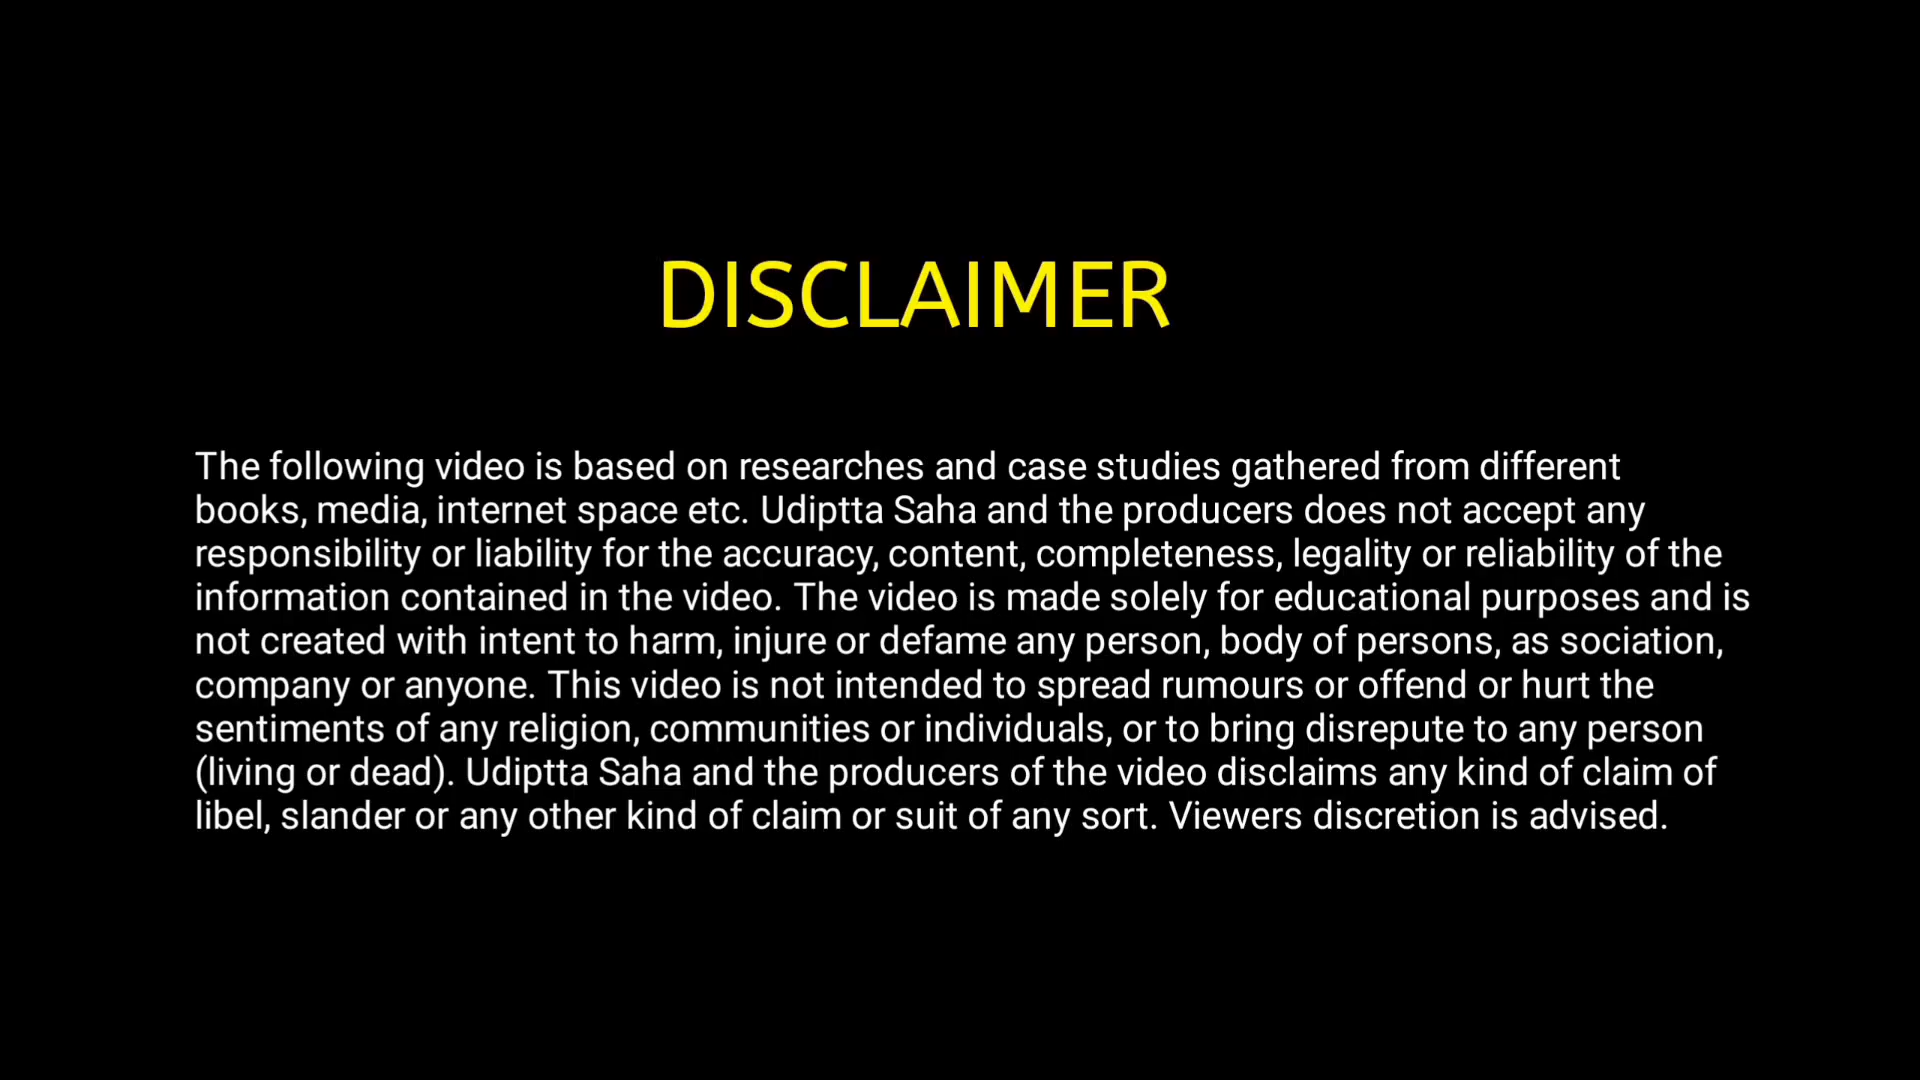 DISCLAIMER
The following video is based on researches and case studies gathered from different
books, media, internet space etc. Udiptta Saha and the producers does not accept any
responsibility or liability for the accuracy, content, completeness, legality or reliability of the
information contained in the video. The video is made solely for educational purposes and is
not created with intent to harm, injure or defame any person, body of persons, as sociation,
company or anyone. This video is not intended to spread rumours or offend or hurt the
sentiments of any religion, communities or individuals, or to bring disrepute to any person
(living or dead). Udiptta Saha and the producers of the video disclaims any kind of claim of
libel, slander or any other kind of claim or suit of any sort. Viewers discretion is advised.